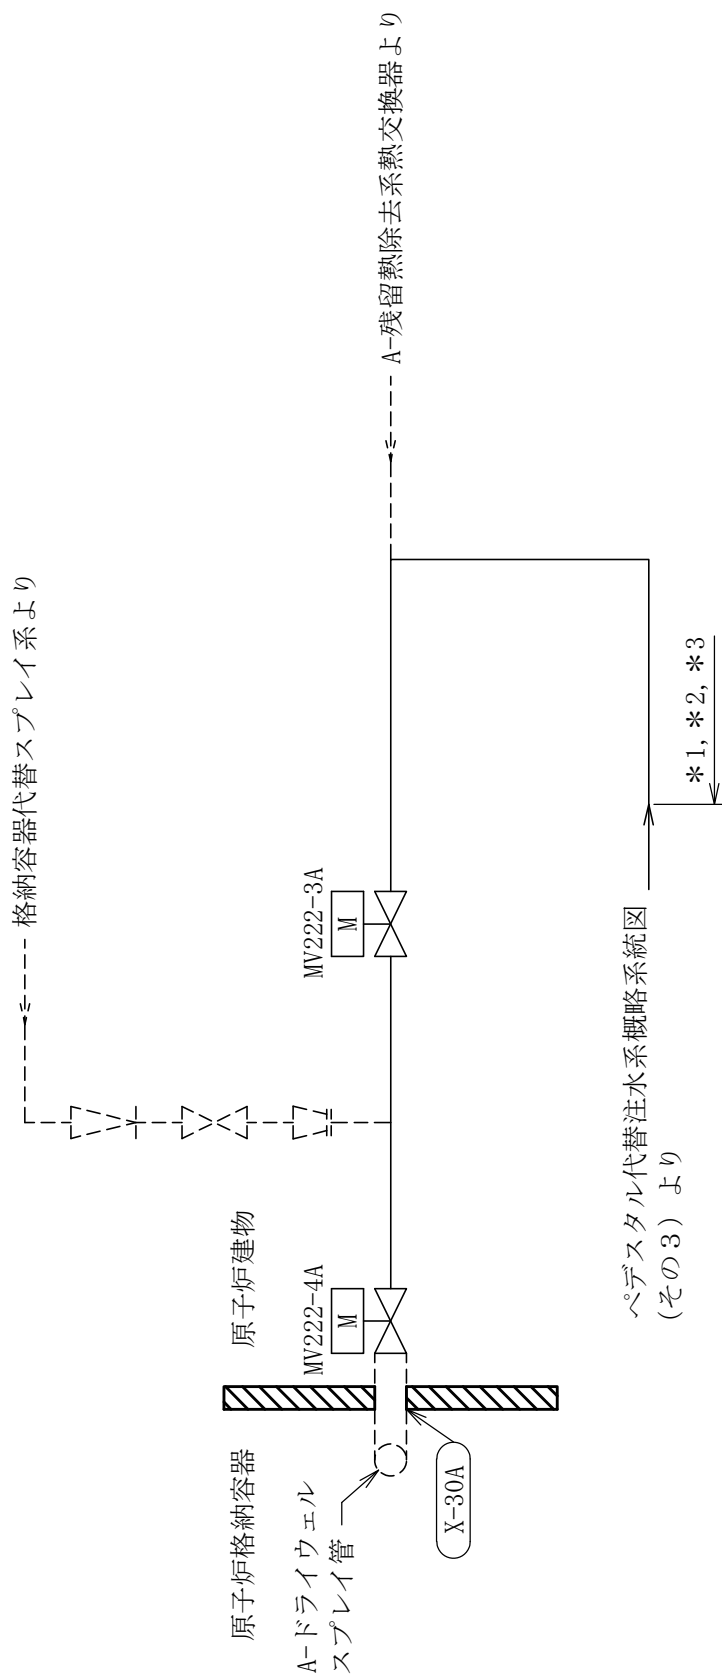 格納容器代替スプレイ系より
A-残留熱除去系熱交換器より
原子炉格納容器
原子炉建物
MV222-4A
M
MV222-3A
M
A-ドライウェル
スプレイ管
X-30A
ペデスタル代替注水系概略系統図
(その3) より
*1, *2, *3